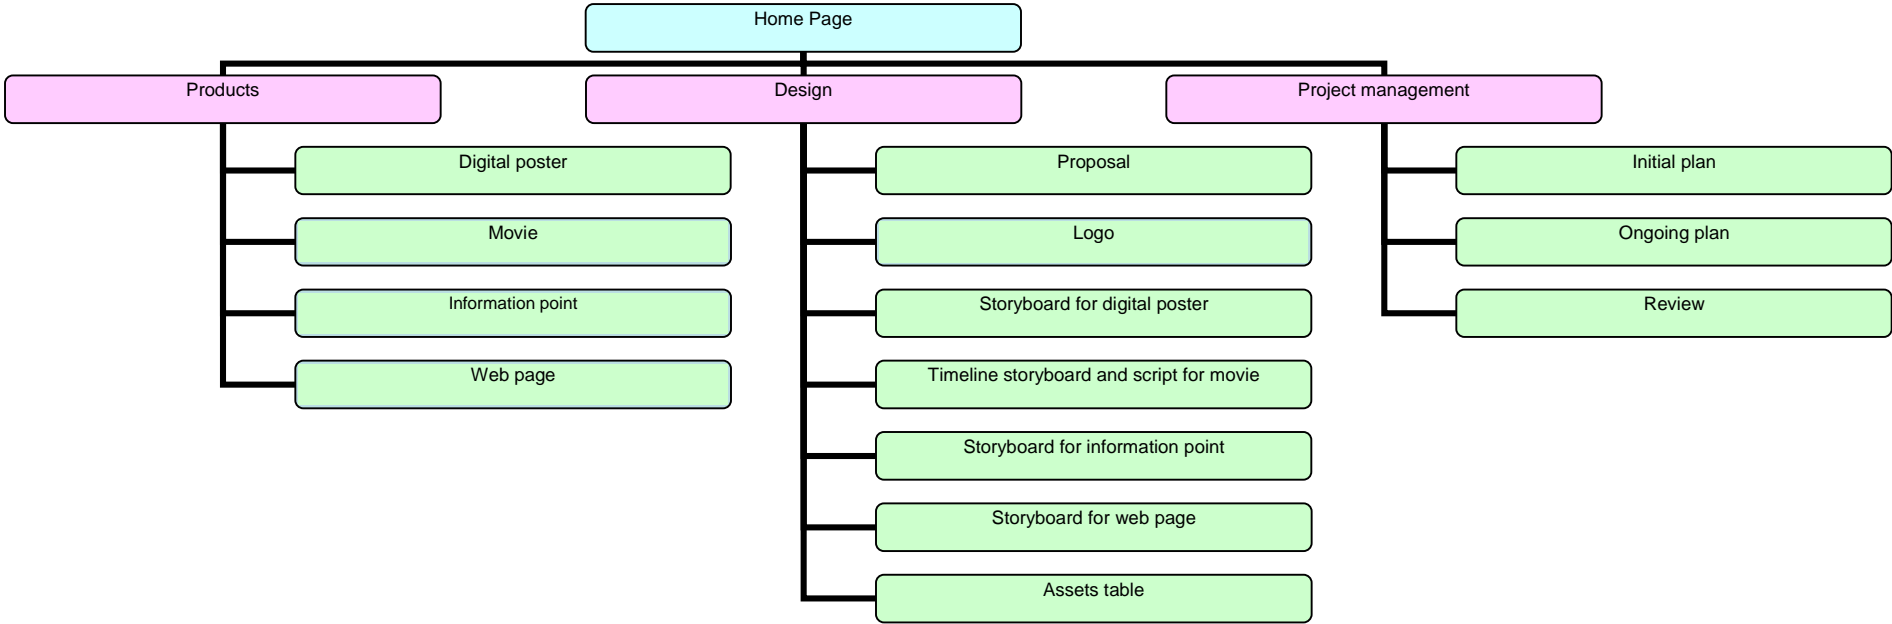 Home Page
Products
Design
Project management
Digital poster
Movie
Information point
Web page
Proposal
Logo
Storyboard for digital poster
Timeline storyboard and script for movie
Storyboard for information point
Storyboard for web page
Assets table
Initial plan
Ongoing plan
Review